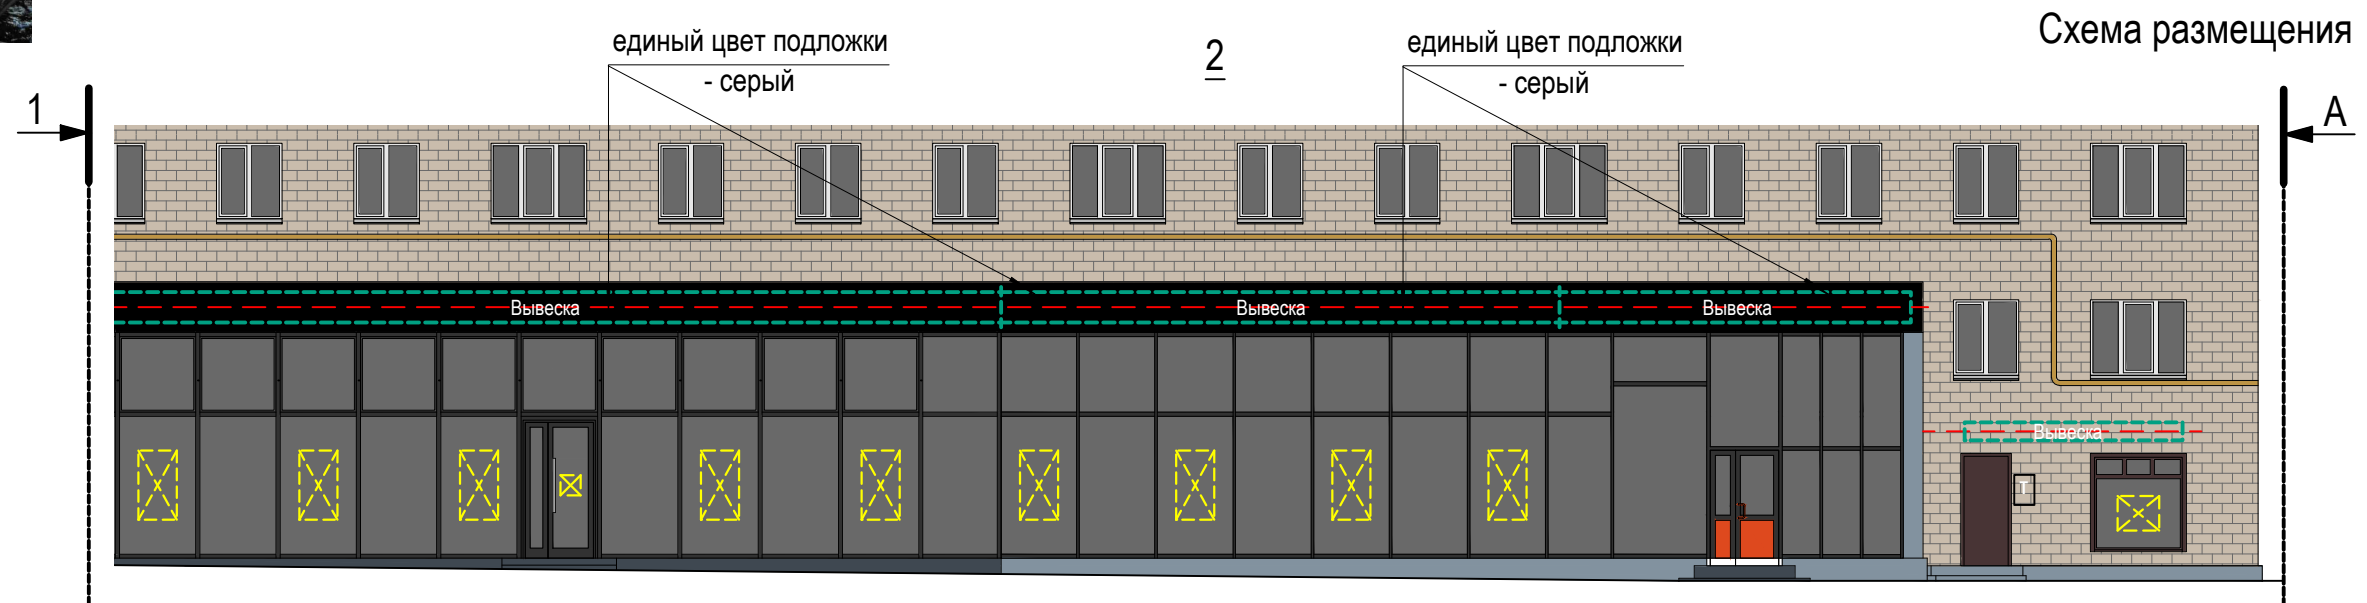 Схема размещения
единый цвет подложки
- серый
2
единый цвет подложки
- серый
1
А
Вывеска
Вывеска
Вывеска
Вывеска
Т